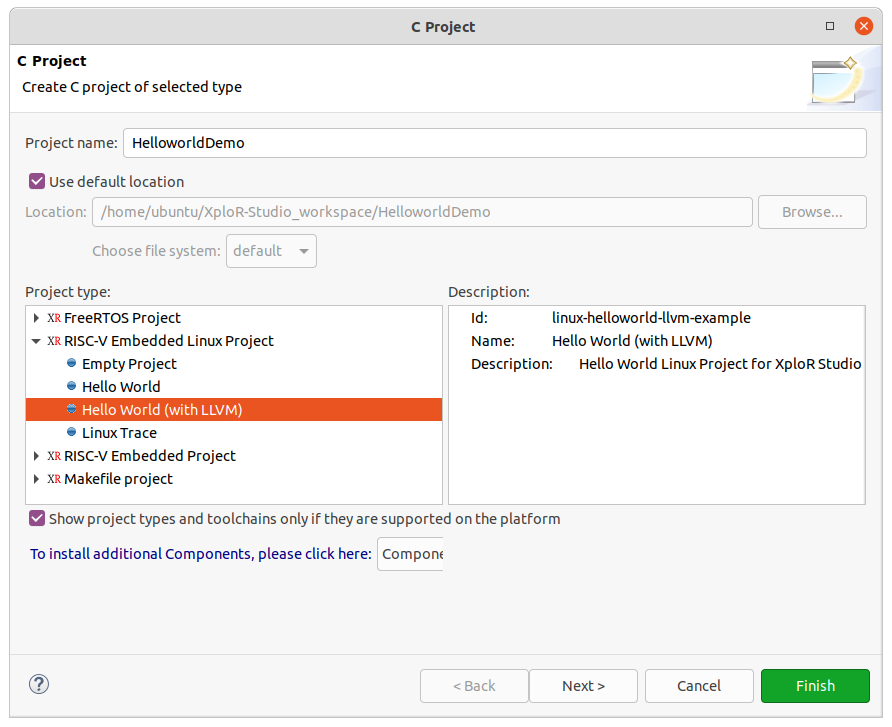 C Project
C Project
Create C project of selected type
Project name: HelloworldDemo
Use default location
Location: /home/ubuntu/XploR-Studio_workspace/HelloworldDemo Browse...
Choose file system: default
Project type: Description:
XR FreeRTOS Project Id: linux-helloworld-llvm-example
XR RISC-V Embedded Linux Project Name: Hello World (with LLVM)
Empty Project Description: Hello World Linux Project for XploR Studio
Hello World
Hello World (with LLVM)
Linux Trace
XR RISC-V Embedded Project
XR Makefile project
Show project types and toolchains only if they are supported on the platform
To install additional Components, please click here: Compone
? < Back Next > Cancel Finish